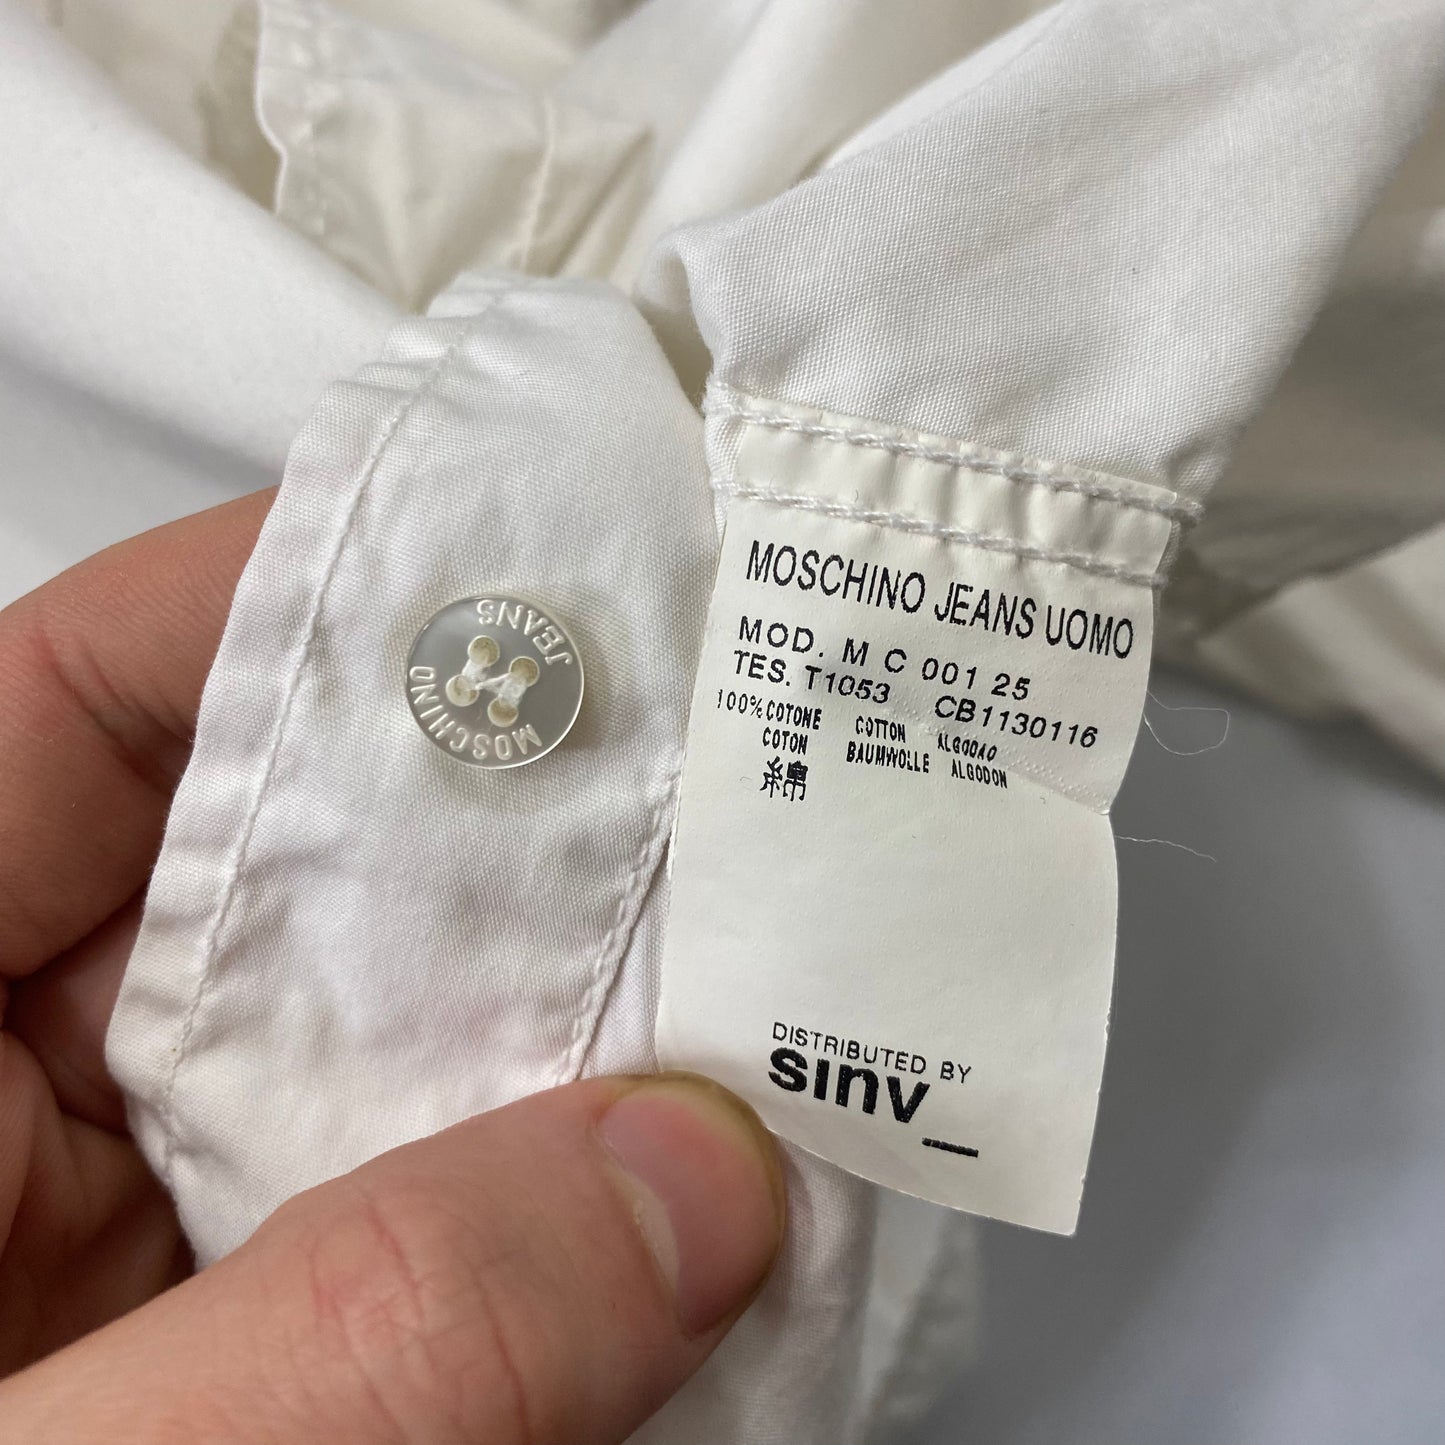 MOSCHINO JEANS
MOSCHINO JEANS UOMO
MOD. M C 001 25
TES. T1053 CB1130116
100% COTONE COTTON ALGODAO
COTON BAUMWOLLE ALGODON
綿
DISTRIBUTED BY
sınv_